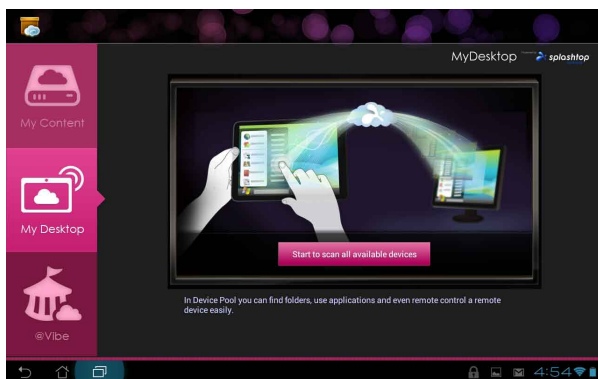 MyDesktop splashtop
My Content
My Desktop
Start to scan all available devices
In Device Pool you can find folders, use applications and even remote control a remote
device easily.
@Vibe
4:54